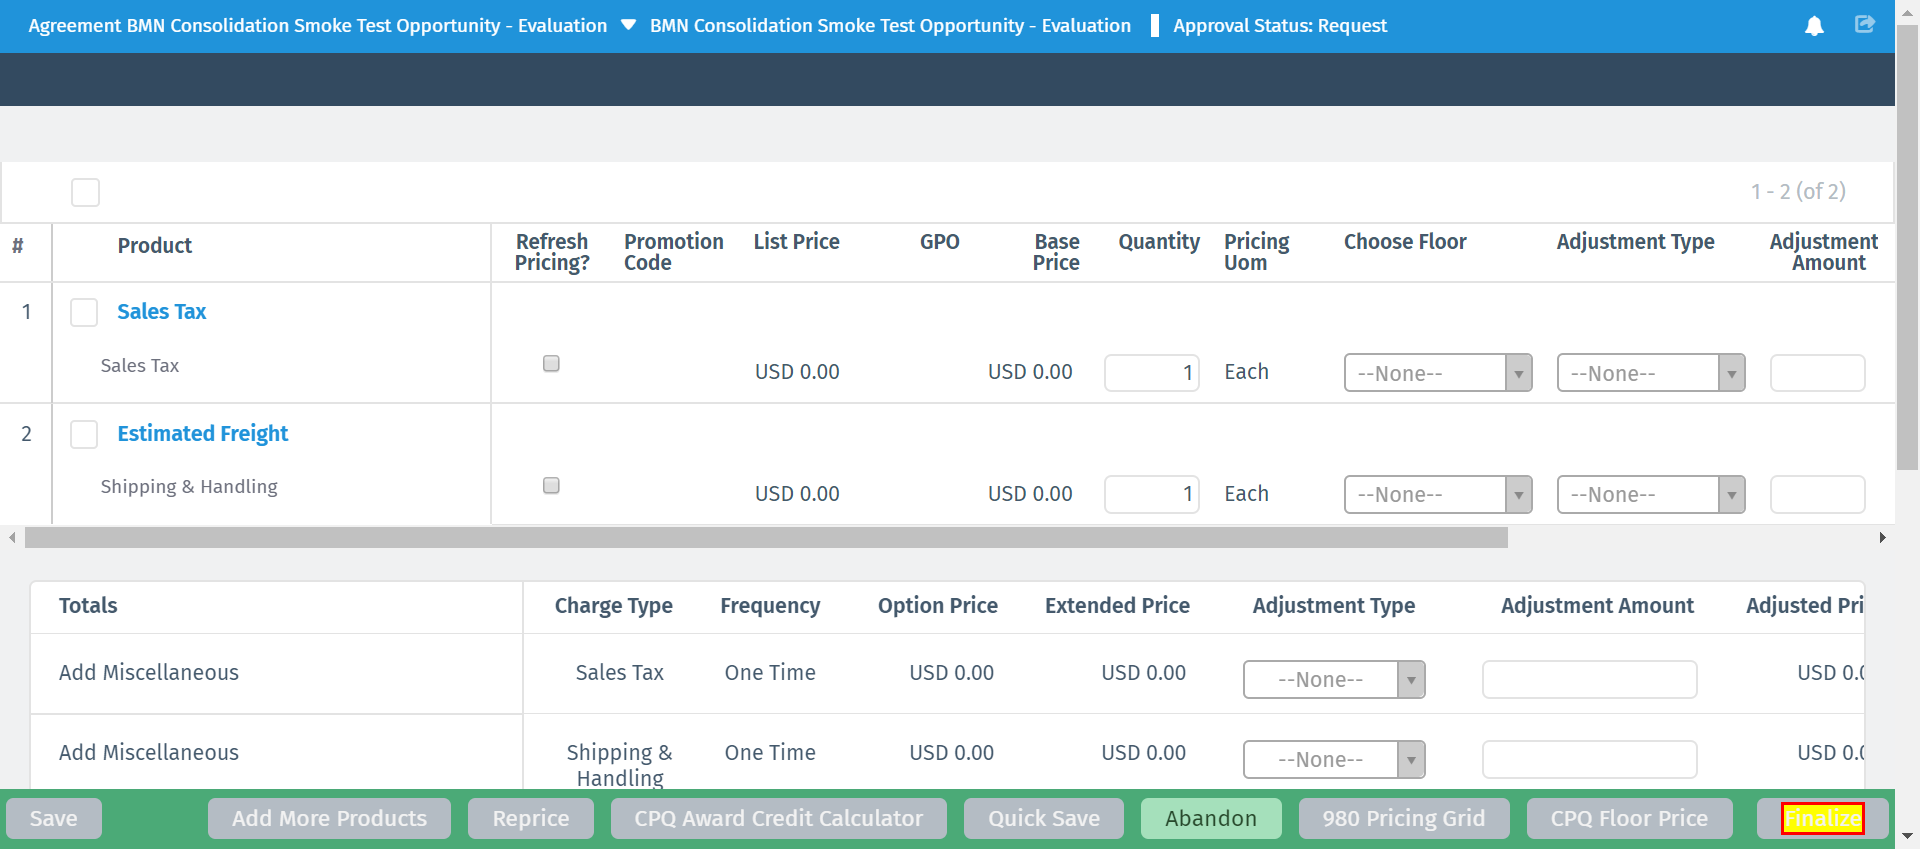 Agreement BMN Consolidation Smoke Test Opportunity - Evaluation BMN Consolidation Smoke Test Opportunity - Evaluation Approval Status: Request
1 - 2 (of 2)
# Product Refresh Pricing? Promotion Code List Price GPO Base Price Quantity Pricing Uom Choose Floor Adjustment Type Adjustment Amount
1 Sales Tax
Sales Tax USD 0.00 USD 0.00 1 Each --None-- --None--
2 Estimated Freight
Shipping & Handling USD 0.00 USD 0.00 1 Each --None-- --None--
Totals Charge Type Frequency Option Price Extended Price Adjustment Type Adjustment Amount Adjusted Pri
Add Miscellaneous Sales Tax One Time USD 0.00 USD 0.00 --None-- USD 0.0
Add Miscellaneous Shipping & Handling One Time USD 0.00 USD 0.00 --None-- USD 0.0
Save Add More Products Reprice CPQ Award Credit Calculator Quick Save Abandon 980 Pricing Grid CPQ Floor Price Finalize